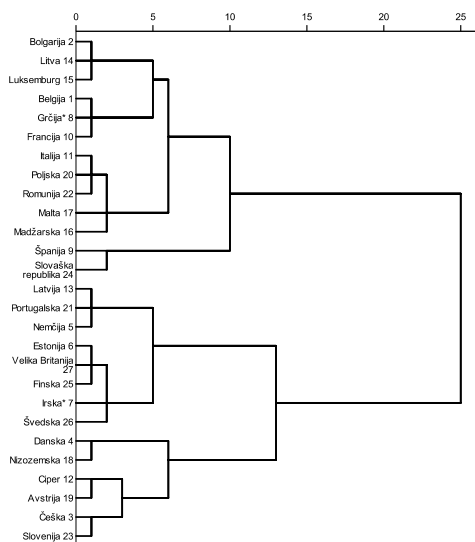 0 5 10 15 20 25
Bolgarija 2
Litva 14
Luksemburg 15
Belgija 1
Grčija* 8
Francija 10
Italija 11
Poljska 20
Romunija 22
Malta 17
Madžarska 16
Španija 9
Slovaška
republika 24
Latvija 13
Portugalska 21
Nemčija 5
Estonija 6
Velika Britanija
27
Finska 25
Irska* 7
Švedska 26
Danska 4
Nizozemska 18
Ciper 12
Avstrija 19
Češka 3
Slovenija 23